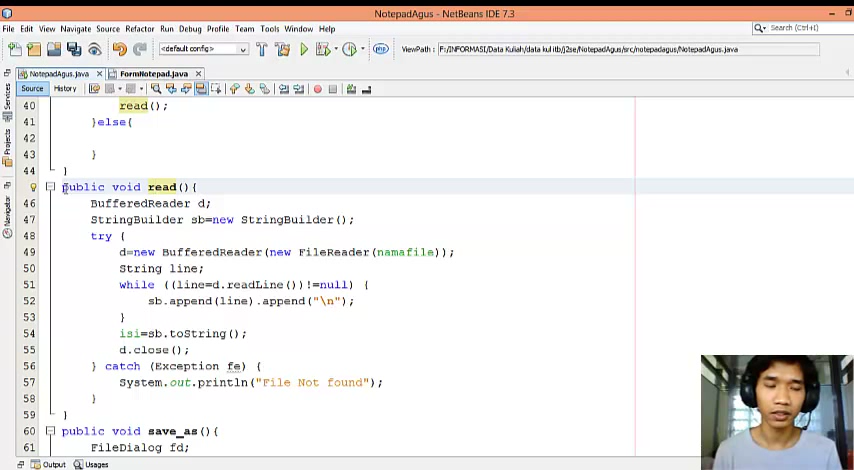 NotepadAgus - NetBeans IDE 7.3
File Edit View Navigate Source Refactor Run Debug Profile Team Tools Window Help
Search (Ctrl+I)
<default config>
php
ViewPath : F:/INFORMASI/Data Kuliah/data kul itb/j2se/NotepadAgus/src/notepadagus/NotepadAgus.java
NotepadAgus.java
FormNotepad.java
Source History
Services
Projects
Navigator
40 read();
41 }else{
42
43 }
44 }
public void read(){
46 BufferedReader d;
47 StringBuilder sb=new StringBuilder();
48 try {
49 d=new BufferedReader(new FileReader(namafile));
50 String line;
51 while ((line=d.readLine())!=null) {
52 sb.append(line).append("\n");
53 }
54 isi=sb.toString();
55 d.close();
56 } catch (Exception fe) {
57 System.out.println("File Not found");
58 }
59 }
60 public void save_as(){
61 FileDialog fd;
Output Usages